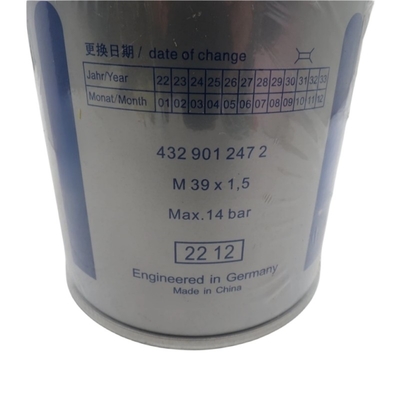 更换日期 / date of change
Jahr/Year 22 23 24 25 26 27 28 29 30 31 32 33
Monat/Month 01 02 03 04 05 06 07 08 09 10 11 12
432 901 247 2
M 39 x 1,5
Max. 14 bar
22 12
Engineered in Germany
Made in China